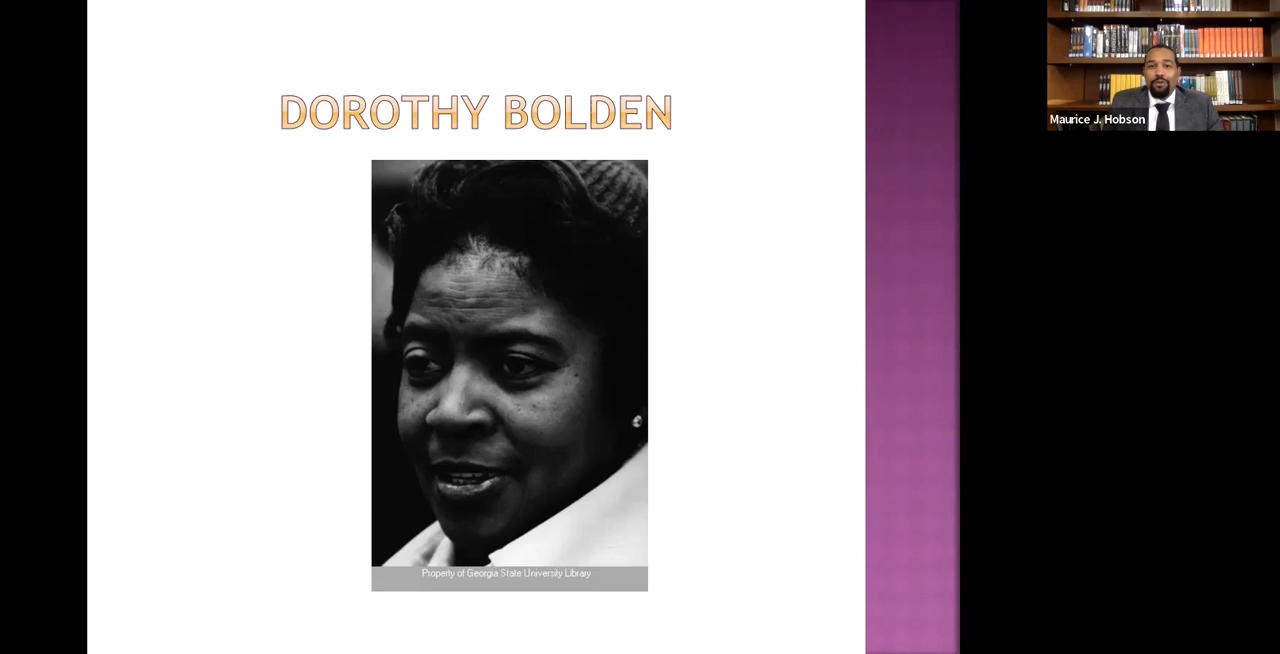 DOROTHY BOLDEN
Maurice J. Hobson
Property of Georgia State University Library